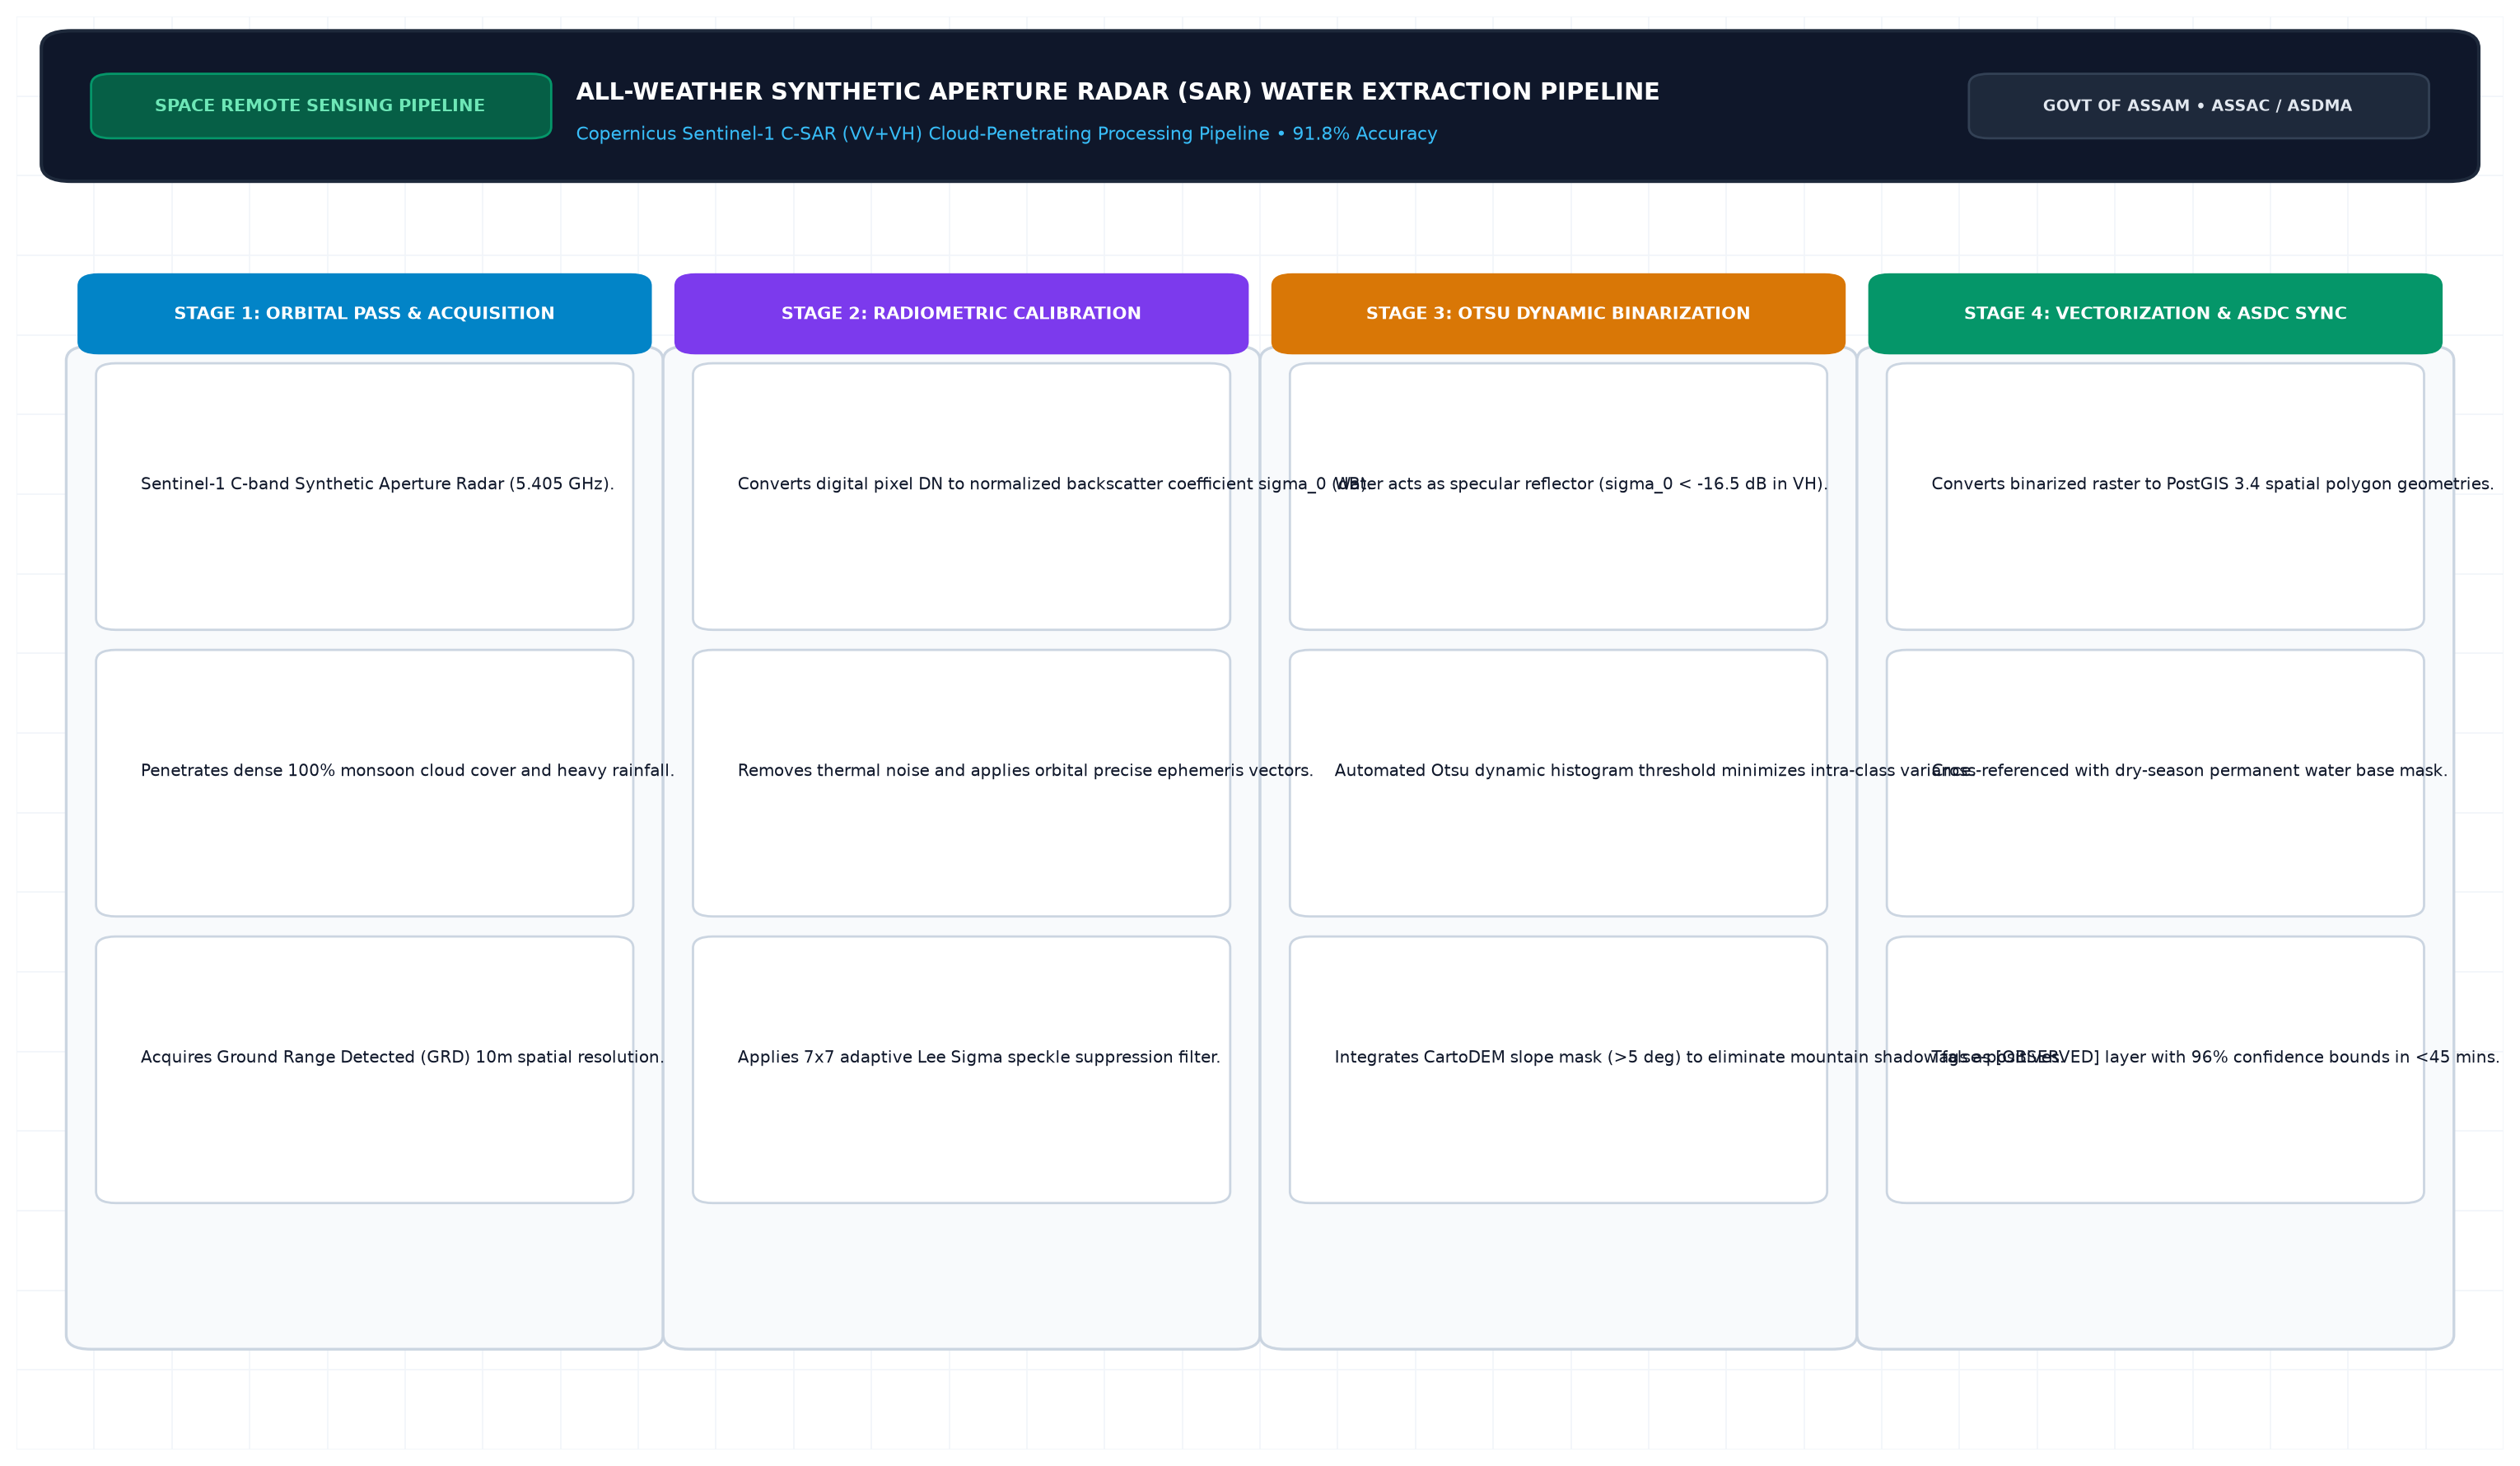 SPACE REMOTE SENSING PIPELINE
ALL-WEATHER SYNTHETIC APERTURE RADAR (SAR) WATER EXTRACTION PIPELINE
Copernicus Sentinel-1 C-SAR (VV+VH) Cloud-Penetrating Processing Pipeline • 91.8% Accuracy
GOVT OF ASSAM • ASSAC / ASDMA
STAGE 1: ORBITAL PASS & ACQUISITION
Sentinel-1 C-band Synthetic Aperture Radar (5.405 GHz).
Penetrates dense 100% monsoon cloud cover and heavy rainfall.
Acquires Ground Range Detected (GRD) 10m spatial resolution.
STAGE 2: RADIOMETRIC CALIBRATION
Converts digital pixel DN to normalized backscatter coefficient sigma_0 (dB).
Removes thermal noise and applies orbital precise ephemeris vectors.
Applies 7x7 adaptive Lee Sigma speckle suppression filter.
STAGE 3: OTSU DYNAMIC BINARIZATION
Water acts as specular reflector (sigma_0 < -16.5 dB in VH).
Automated Otsu dynamic histogram threshold minimizes intra-class variance.
Integrates CartoDEM slope mask (>5 deg) to eliminate mountain shadow false positives.
STAGE 4: VECTORIZATION & ASDC SYNC
Converts binarized raster to PostGIS 3.4 spatial polygon geometries.
Cross-referenced with dry-season permanent water base mask.
Tags as [OBSERVED] layer with 96% confidence bounds in <45 mins.